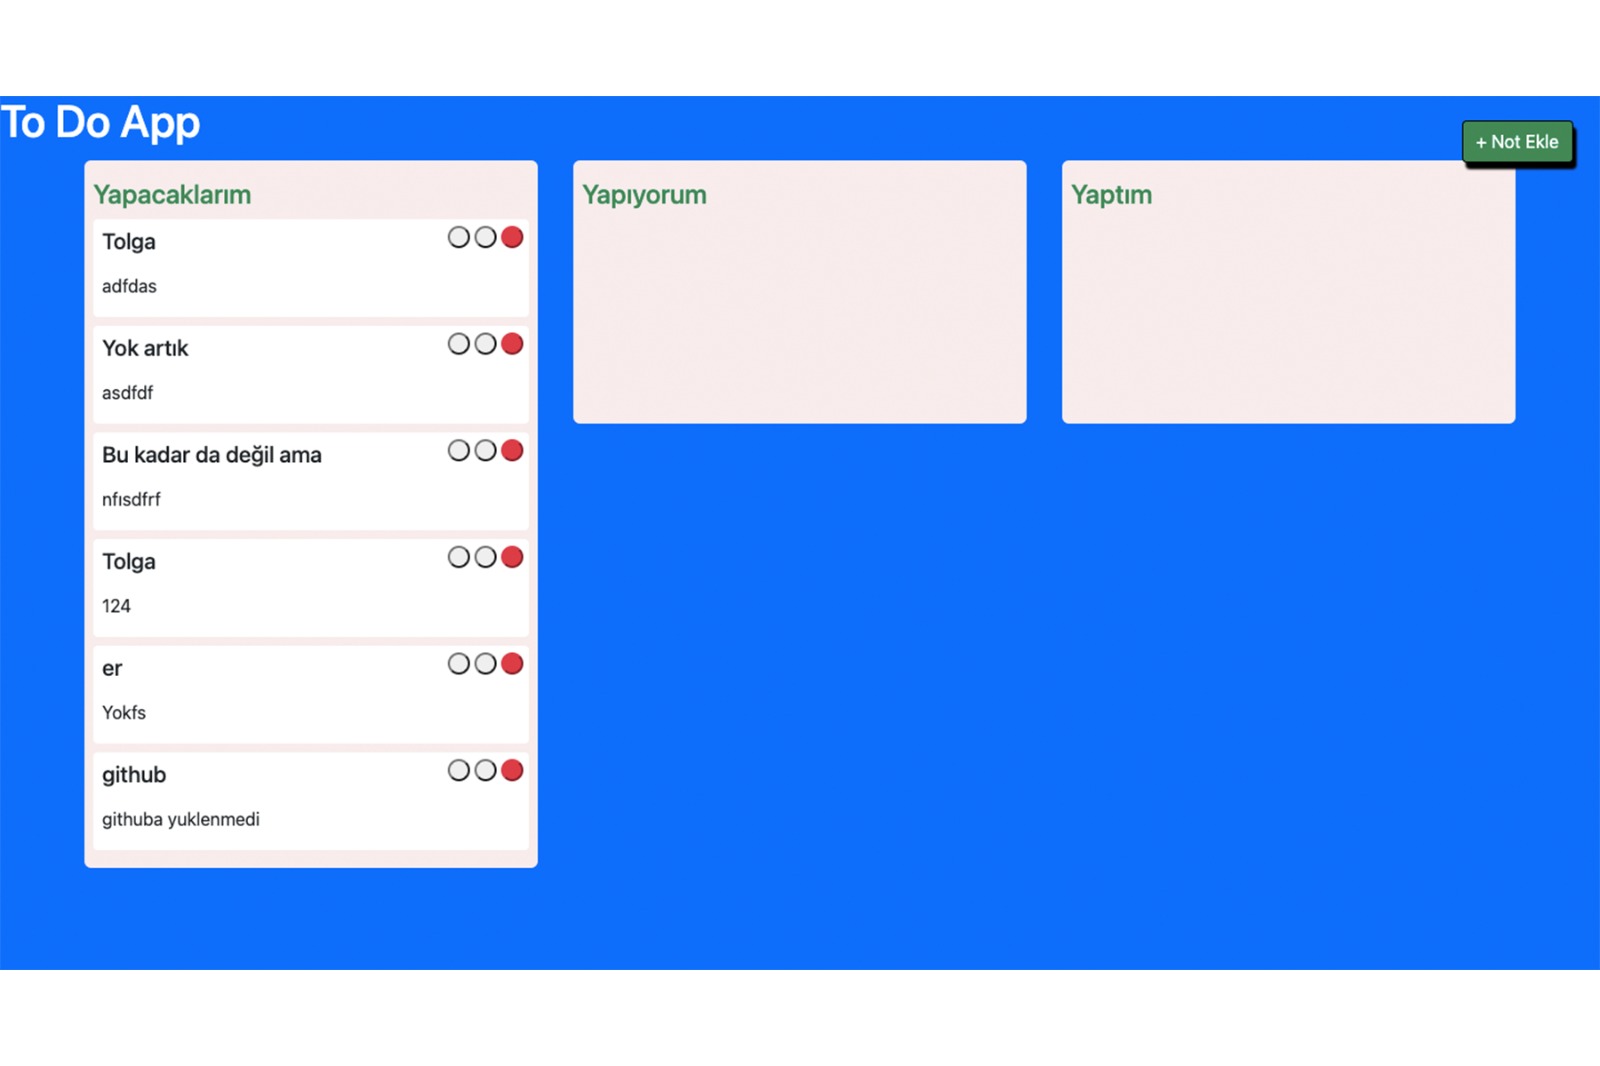 To Do App
+ Not Ekle
Yapacaklarım
Tolga
adfdas
Yok artık
asdfdf
Bu kadar da değil ama
nfısdfrf
Tolga
124
er
Yokfs
github
githuba yuklenmedi
Yapıyorum
Yaptım